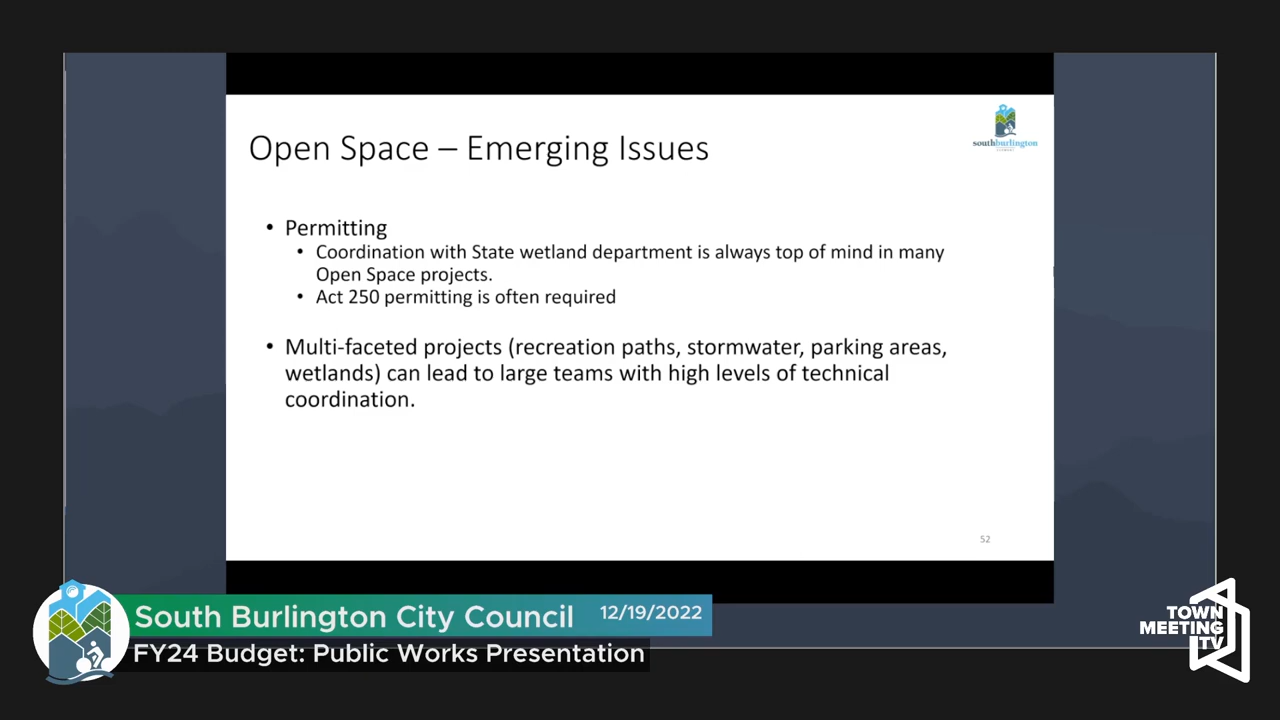 Open Space – Emerging Issues
southburlington
• Permitting
• Coordination with State wetland department is always top of mind in many
Open Space projects.
• Act 250 permitting is often required
• Multi-faceted projects (recreation paths, stormwater, parking areas,
wetlands) can lead to large teams with high levels of technical
coordination.
52
South Burlington City Council 12/19/2022
FY24 Budget: Public Works Presentation
TOWN
MEETING
TV